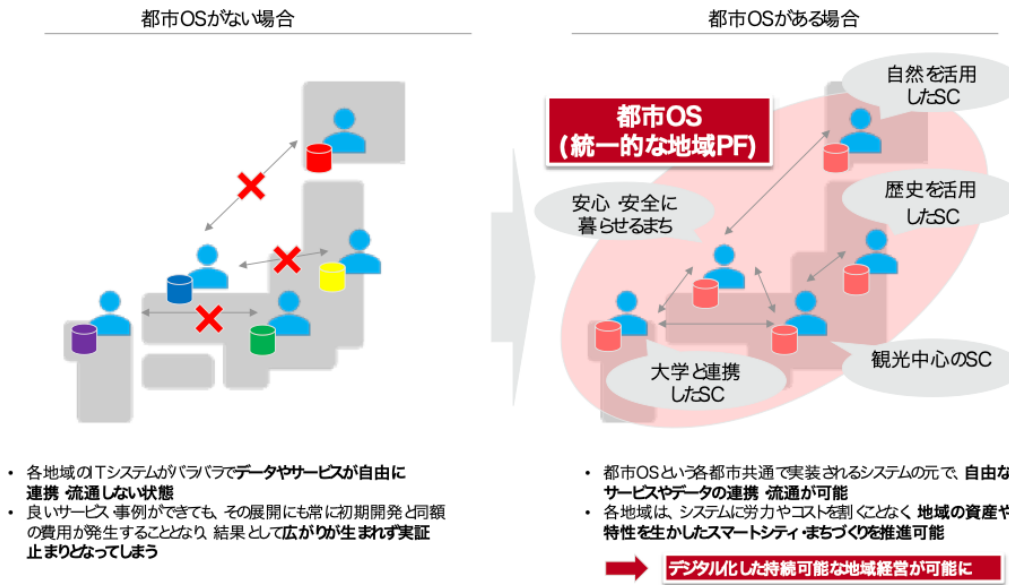 都市OSがない場合
都市OSがある場合
自然を活用
したSC
都市OS
(統一的な地域PF)
歴史を活用
したSC
安心・安全に
暮らせるまち
大学と連携
したSC
観光中心のSC
• 各地域のITシステムがバラバラでデータやサービスが自由に
連携・流通しない状態
• 良いサービス・事例ができても、その展開にも常に初期開発と同額
の費用が発生することとなり、結果として広がりが生まれず実証
止まりとなってしまう
• 都市OSという各都市共通で実装されるシステムの元で、自由な
サービスやデータの連携・流通が可能
• 各地域は、システムに労力やコストを割くことなく、地域の資産や
特性を生かしたスマートシティ・まちづくりを推進可能
デジタル化した持続可能な地域経営が可能に